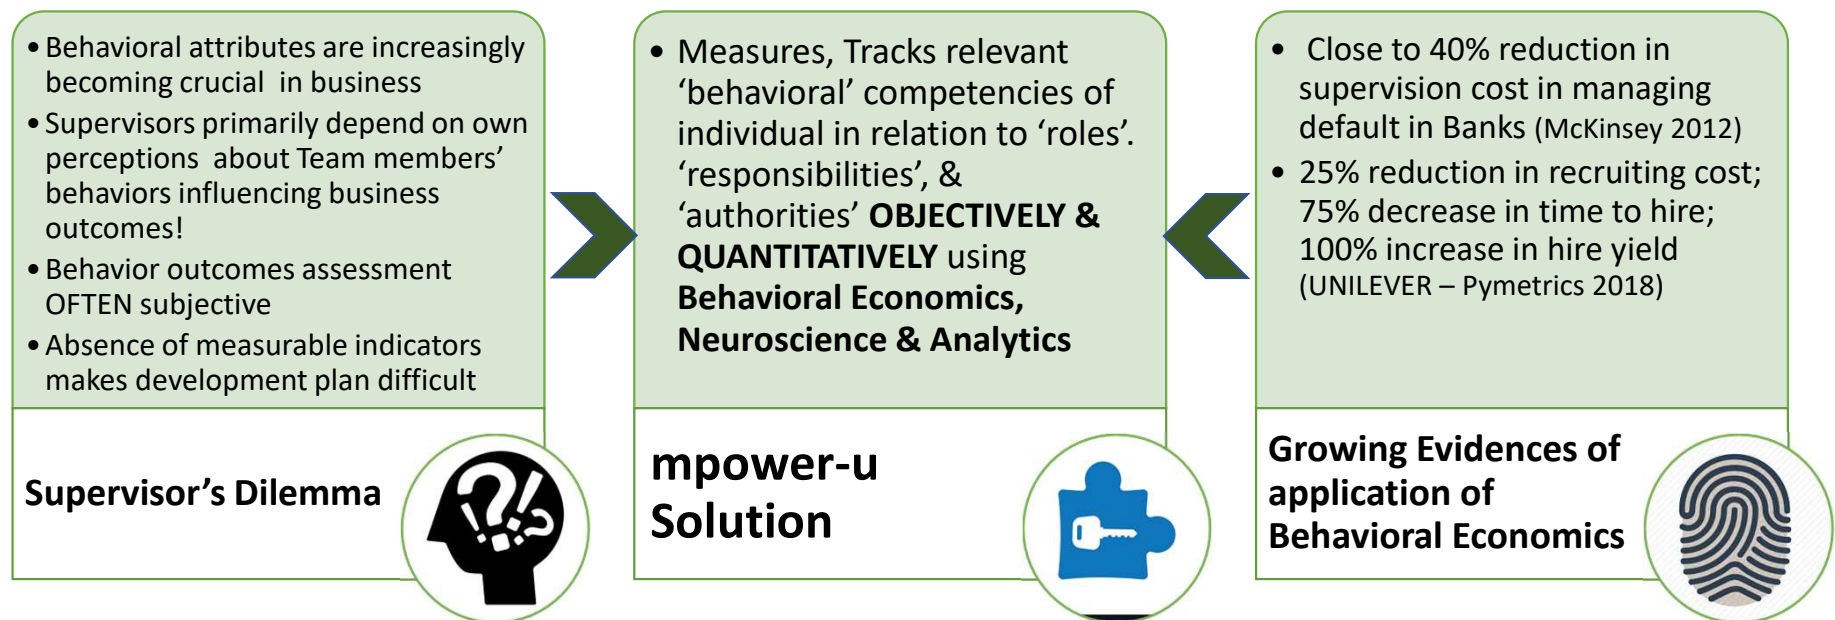 • Behavioral attributes are increasingly
becoming crucial in business
• Supervisors primarily depend on own
perceptions about Team members’
behaviors influencing business
outcomes!
• Behavior outcomes assessment
OFTEN subjective
• Absence of measurable indicators
makes development plan difficult
Supervisor’s Dilemma
• Measures, Tracks relevant
‘behavioral’ competencies of
individual in relation to ‘roles’.
‘responsibilities’, &
‘authorities’ OBJECTIVELY &
QUANTITATIVELY using
Behavioral Economics,
Neuroscience & Analytics
mpower-u
Solution
• Close to 40% reduction in
supervision cost in managing
default in Banks (McKinsey 2012)
• 25% reduction in recruiting cost;
75% decrease in time to hire;
100% increase in hire yield
(UNILEVER – Pymetrics 2018)
Growing Evidences of
application of
Behavioral Economics